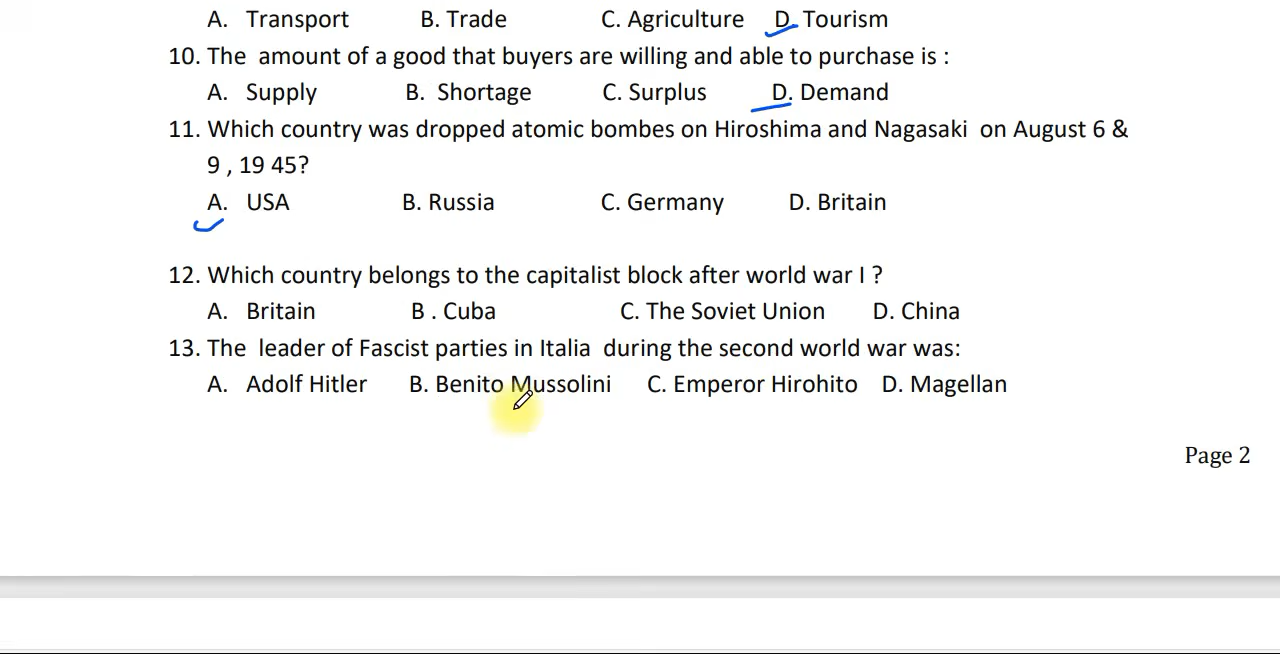 A. Transport B. Trade C. Agriculture D. Tourism
10. The amount of a good that buyers are willing and able to purchase is :
A. Supply B. Shortage C. Surplus D. Demand
11. Which country was dropped atomic bombes on Hiroshima and Nagasaki on August 6 &
9 , 19 45?
A. USA B. Russia C. Germany D. Britain
12. Which country belongs to the capitalist block after world war I ?
A. Britain B . Cuba C. The Soviet Union D. China
13. The leader of Fascist parties in Italia during the second world war was:
A. Adolf Hitler B. Benito Mussolini C. Emperor Hirohito D. Magellan
Page 2